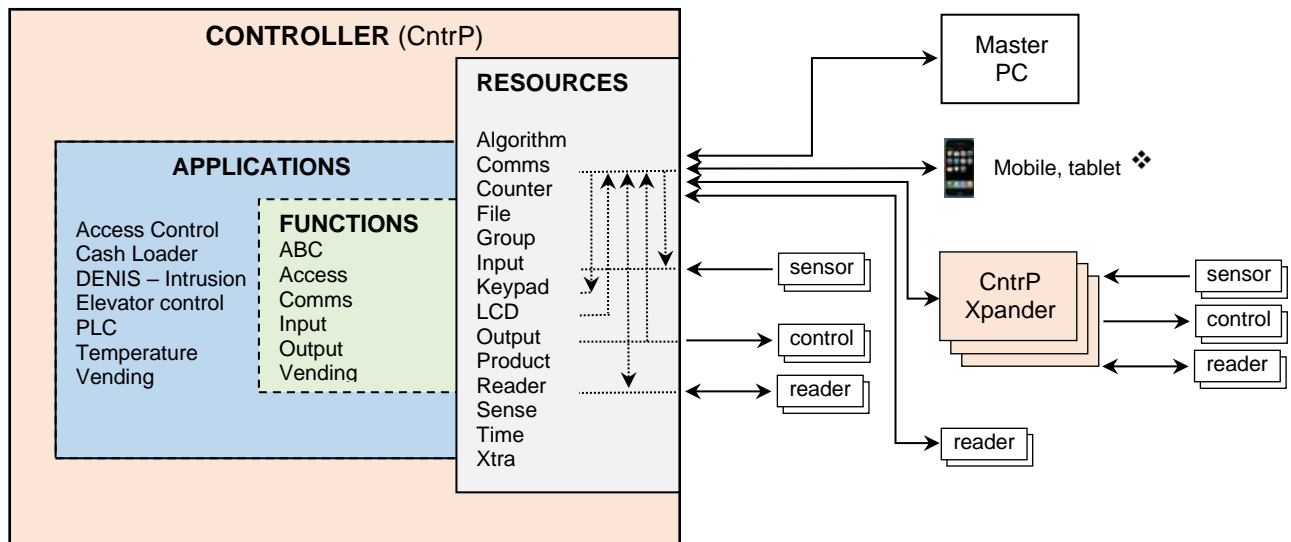 CONTROLLER (CntrP)
RESOURCES
Algorithm
Comms
Counter
File
Group
Input
Keypad
LCD
Output
Product
Reader
Sense
Time
Xtra
APPLICATIONS
Access Control
Cash Loader
DENIS – Intrusion
Elevator control
PLC
Temperature
Vending
FUNCTIONS
ABC
Access
Comms
Input
Output
Vending
Master
PC
Mobile, tablet ❖
sensor
control
reader
CntrP
Xpander
sensor
control
reader
reader